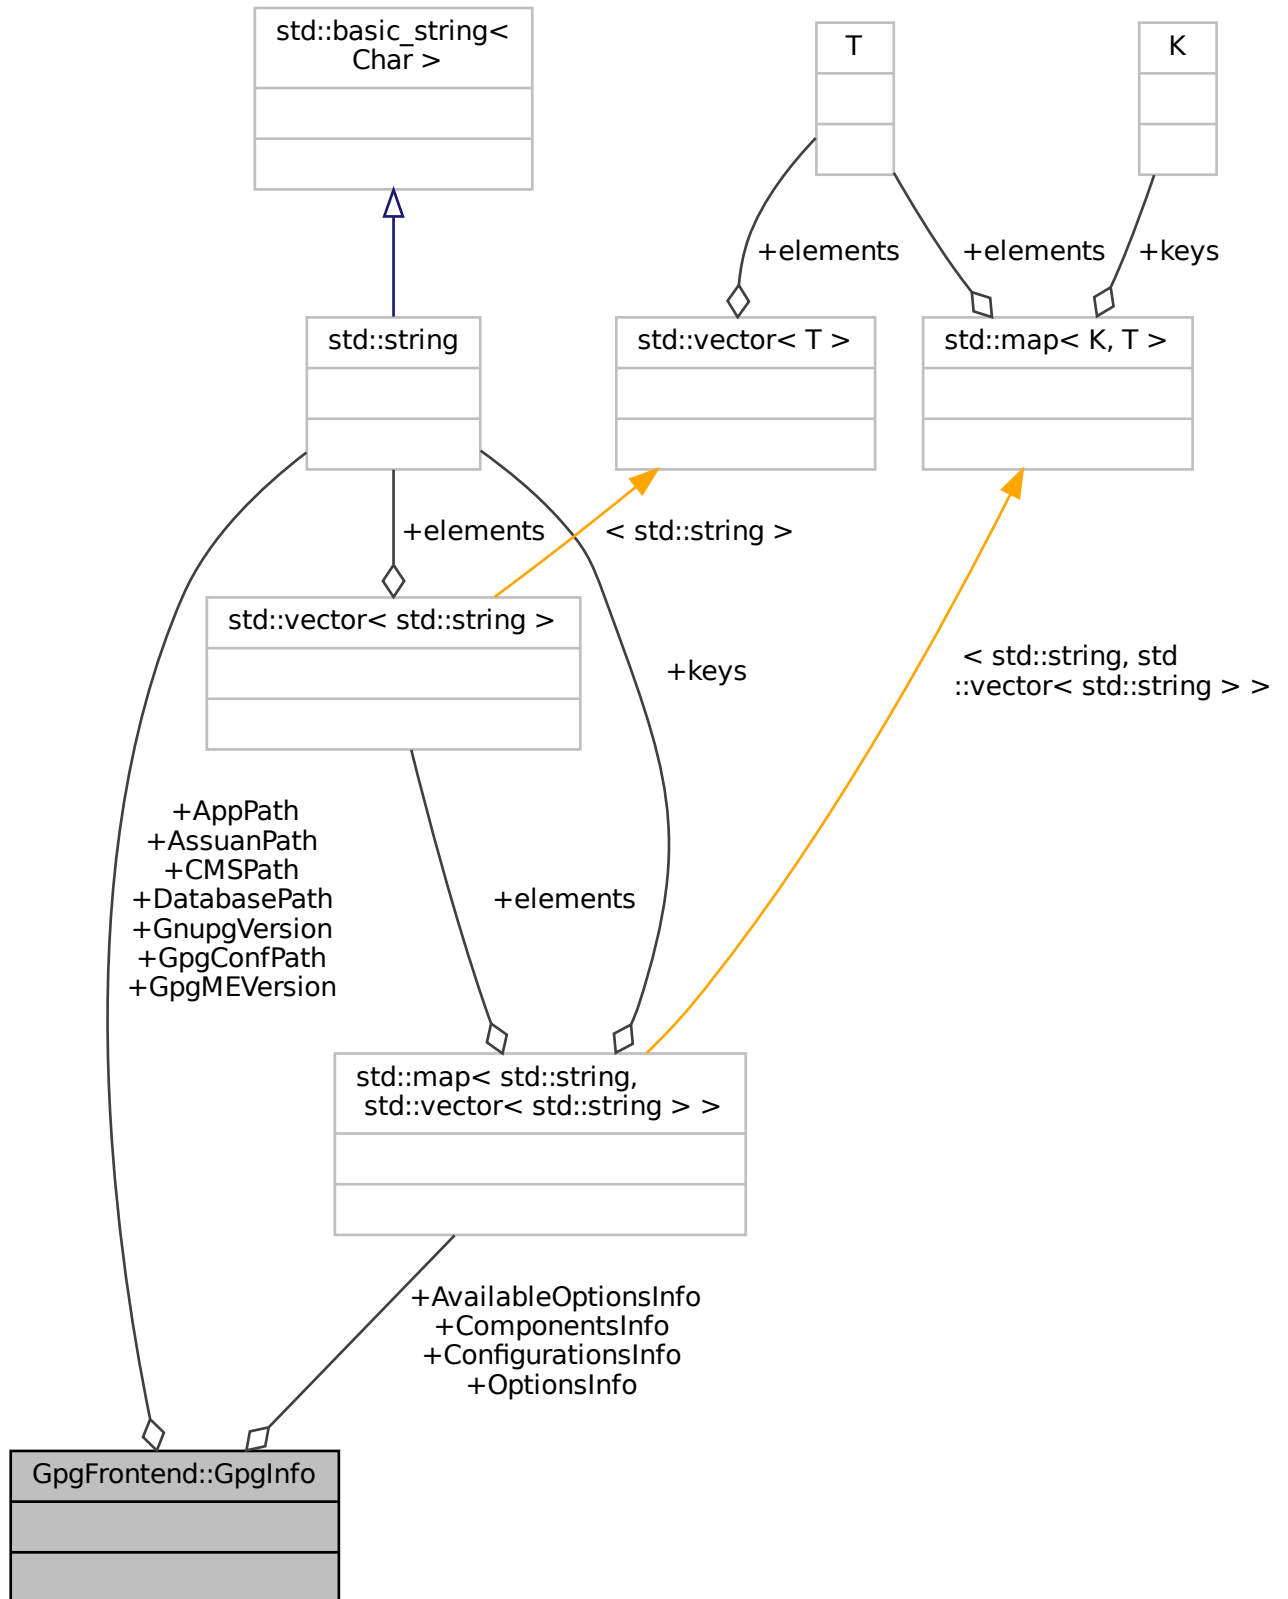 std::basic_string<
Char >
T
K
+elements
+elements
+keys
std::string
std::vector< T >
std::map< K, T >
+elements
< std::string >
std::vector< std::string >
+keys
< std::string, std
::vector< std::string > >
+AppPath
+AssuanPath
+CMSPath
+DatabasePath
+GnupgVersion
+GpgConfPath
+GpgMEVersion
+elements
std::map< std::string,
std::vector< std::string > >
+AvailableOptionsInfo
+ComponentsInfo
+ConfigurationsInfo
+OptionsInfo
GpgFrontend::GpgInfo